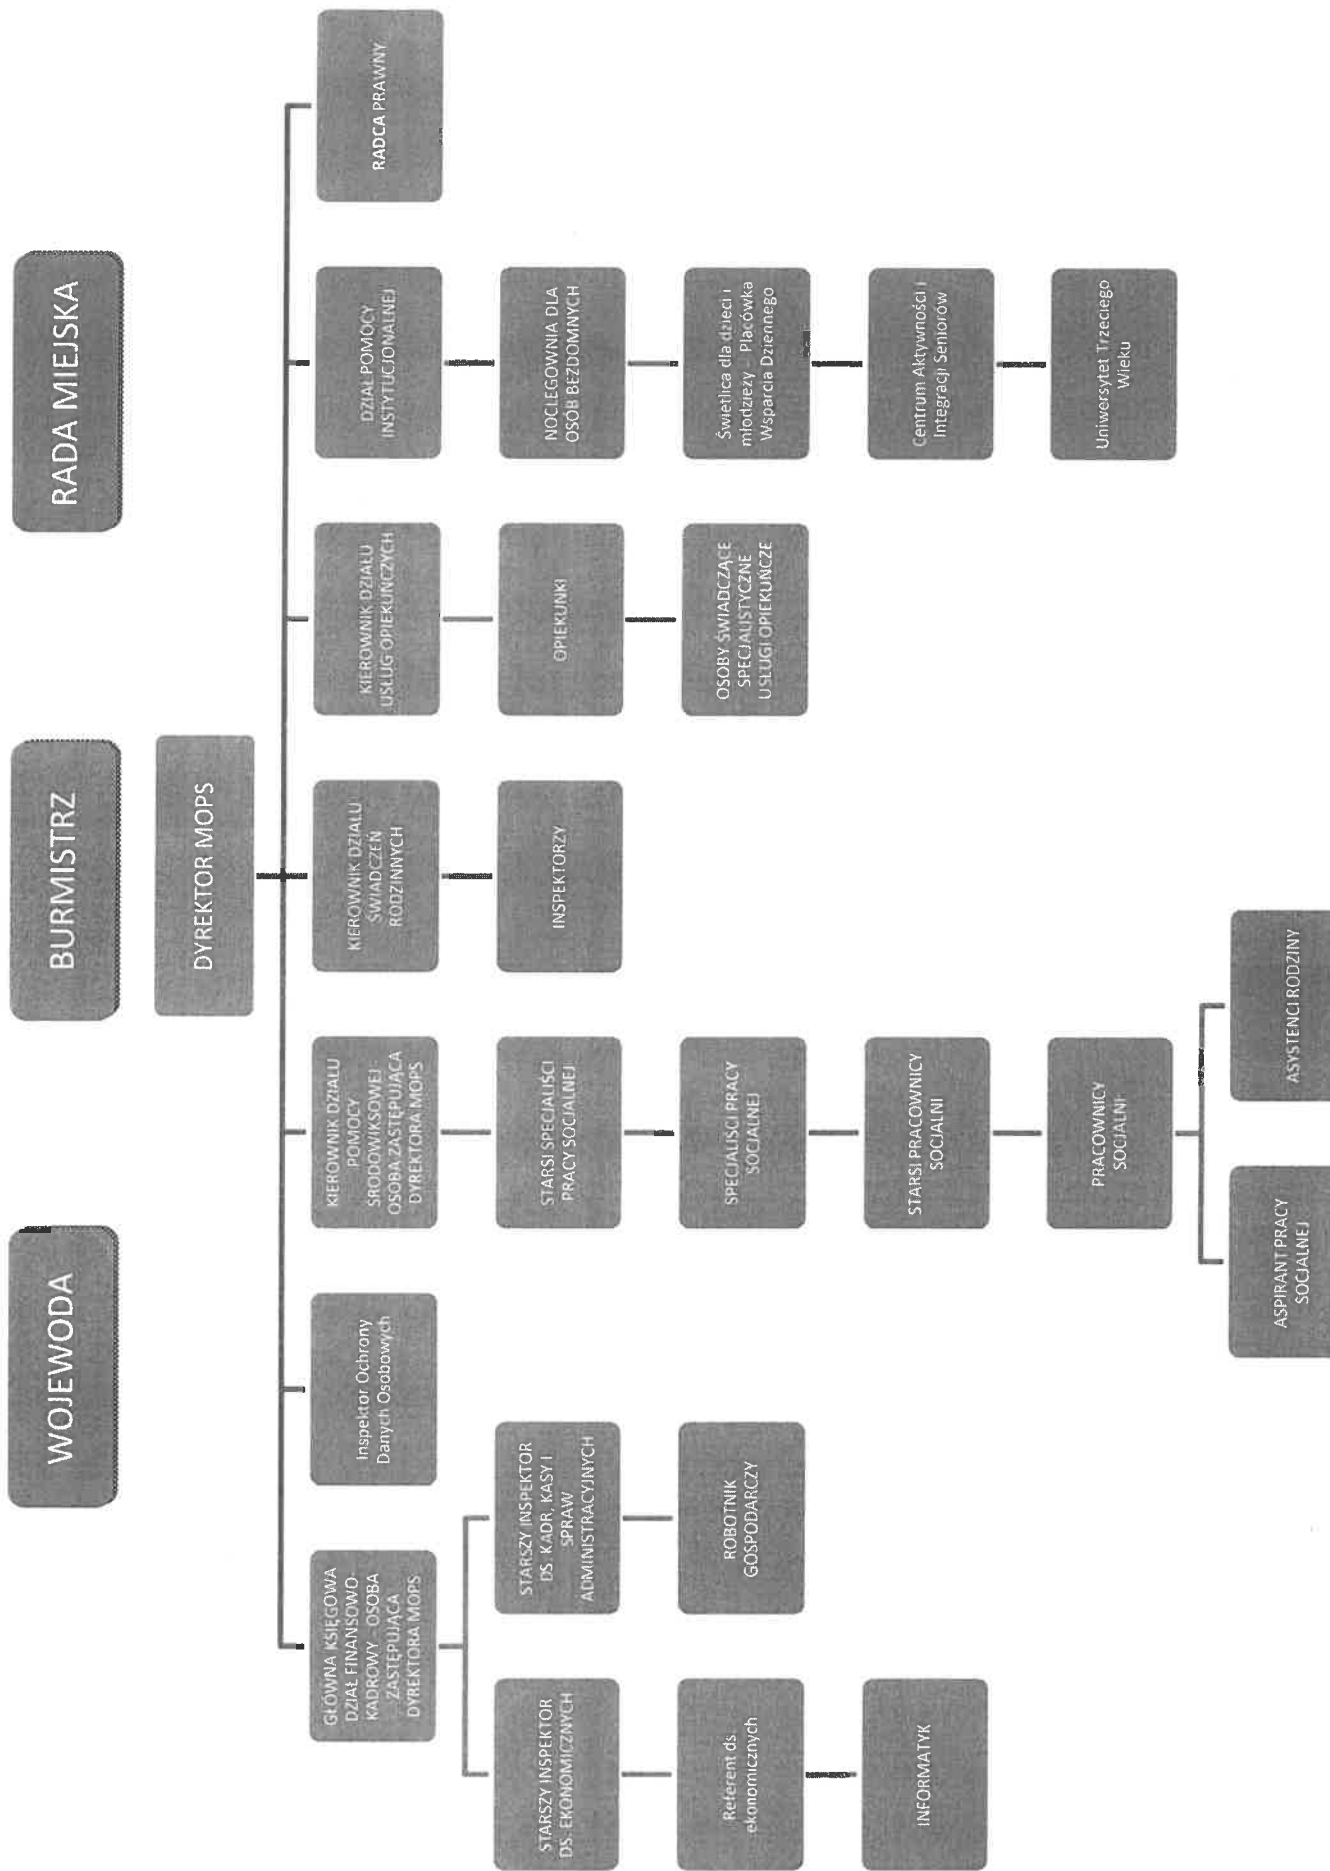 WOJEWODA
BURMISTRZ
RADA MIEJSKA
DYREKTOR MOPS
GŁÓWNA KSIĘGOWA
DZIAŁ FINANSOWO-
KADROWY - OSOBA
ZASTĘPUJĄCA
DYREKTORA MOPS
Inspektor Ochrony
Danych Osobowych
KIEROWNIK DZIAŁU
POMOCY
ŚRODOWIKSOWEJ-
OSOBA ZASTĘPUJĄCA
DYREKTORA MOPS
KIEROWNIK DZIAŁU
ŚWIADCZEŃ
RODZINNYCH
KIEROWNIK DZIAŁU
USŁUG OPIEKUŃCZYCH
DZIAŁ POMOCY
INSTYTUCJONALNEJ
RADCA PRAWNY
STARSZY INSPEKTOR
DS. EKONOMICZNYCH
STARSZY INSPEKTOR
DS. KADR, KASY I
SPRAW
ADMINISTRACYJNYCH
STARSI SPECJALIŚCI
PRACY SOCJALNEJ
INSPEKTORZY
OPIEKUNKI
NOCLEGOWNIA DLA
OSÓB BEZDOMNYCH
Referent ds.
ekonomicznych
ROBOTNIK
GOSPODARCZY
SPECJALIŚCI PRACY
SOCJALNEJ
OSOBY ŚWIADCZĄCE
SPECJALISTYCZNE
USŁUGI OPIEKUŃCZE
Świetlica dla dzieci i
młodzieży Placówka
Wsparcia Dziennego
INFORMATYK
STARSI PRACOWNICY
SOCJALNI
Centrum Aktywności i
Integracji Seniorów
PRACOWNICY
SOCJALNI
Uniwersytet Trzeciego
Wieku
ASPIRANT PRACY
SOCJALNEJ
ASYSTENCI RODZINY